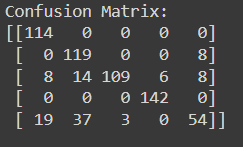 Confusion Matrix:
[[114   0   0   0   0]
 [  0 119   0   0   8]
 [  8  14 109   6   8]
 [  0   0   0 142   0]
 [ 19  37   3   0  54]]